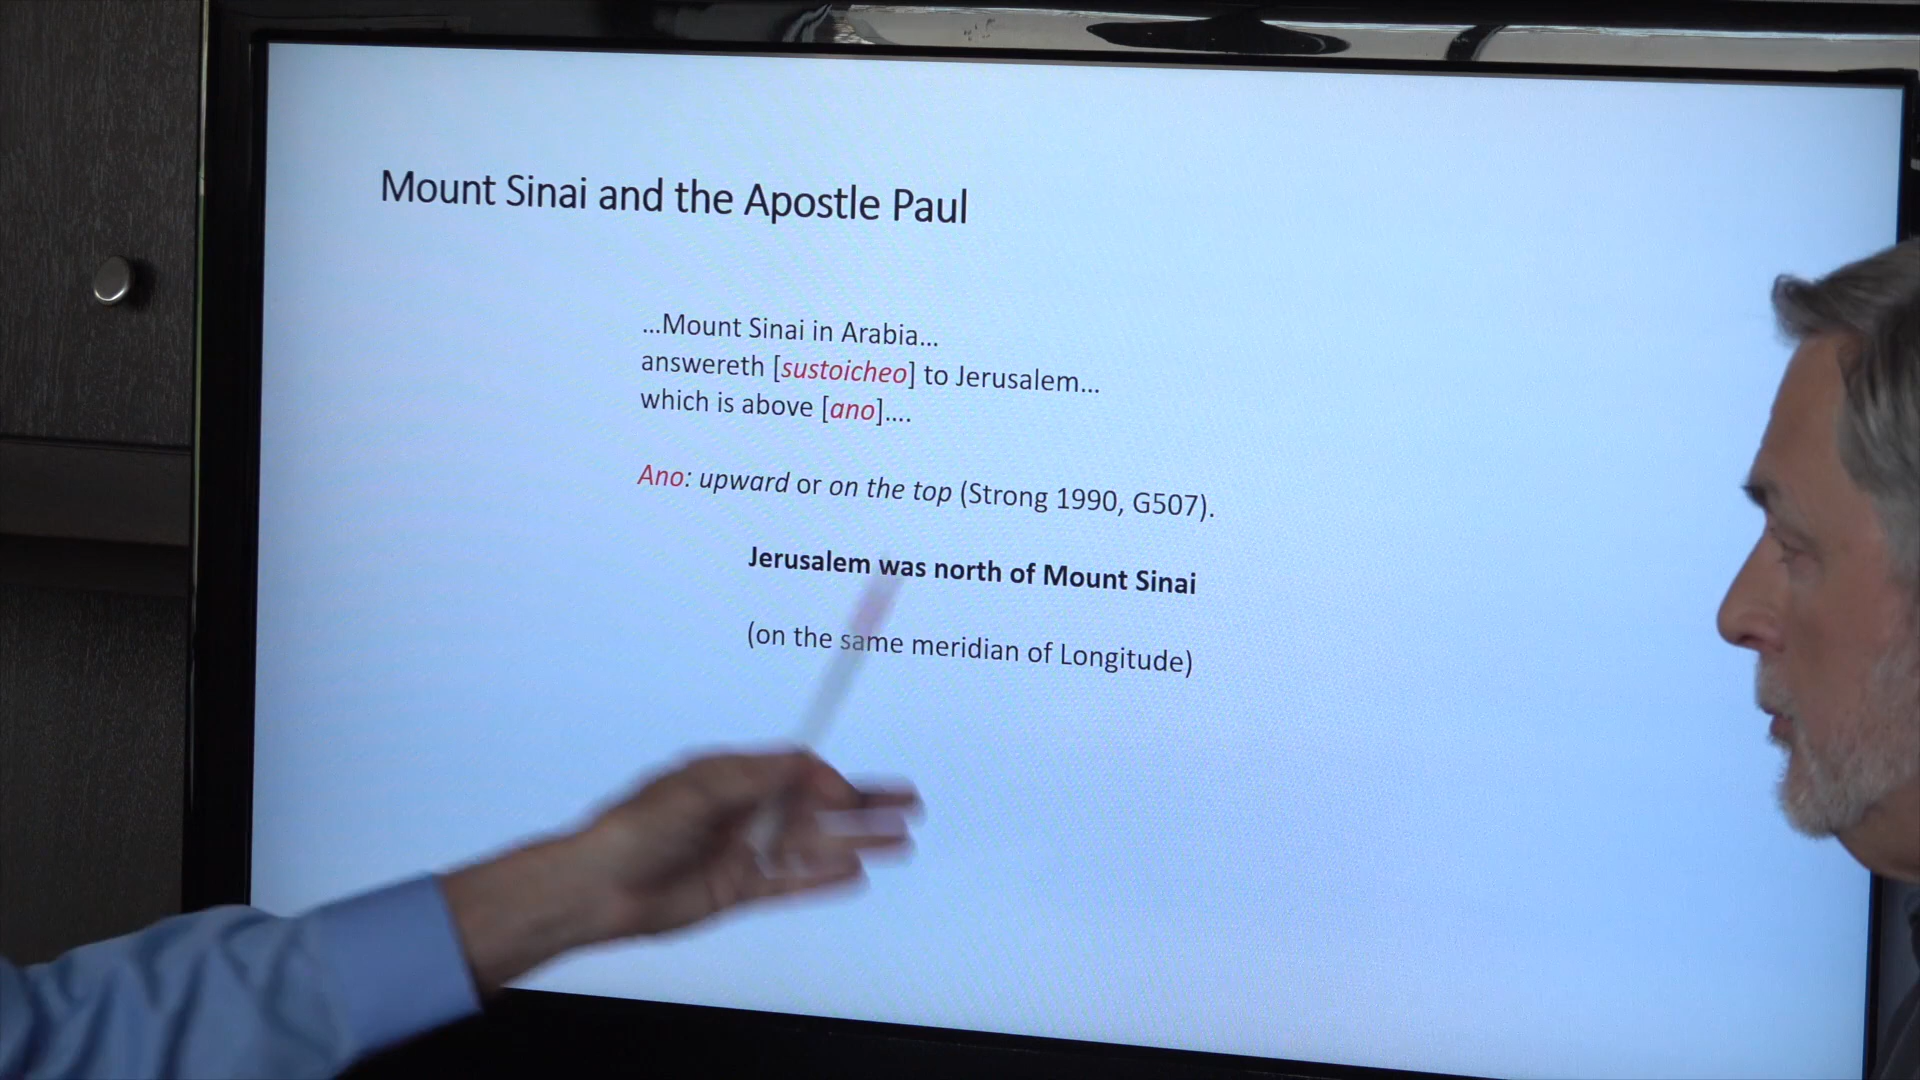 Mount Sinai and the Apostle Paul
...Mount Sinai in Arabia...
answereth [sustoicheo] to Jerusalem...
which is above [ano]....
Ano: upward or on the top (Strong 1990, G507).
Jerusalem was north of Mount Sinai
(on the same meridian of Longitude)